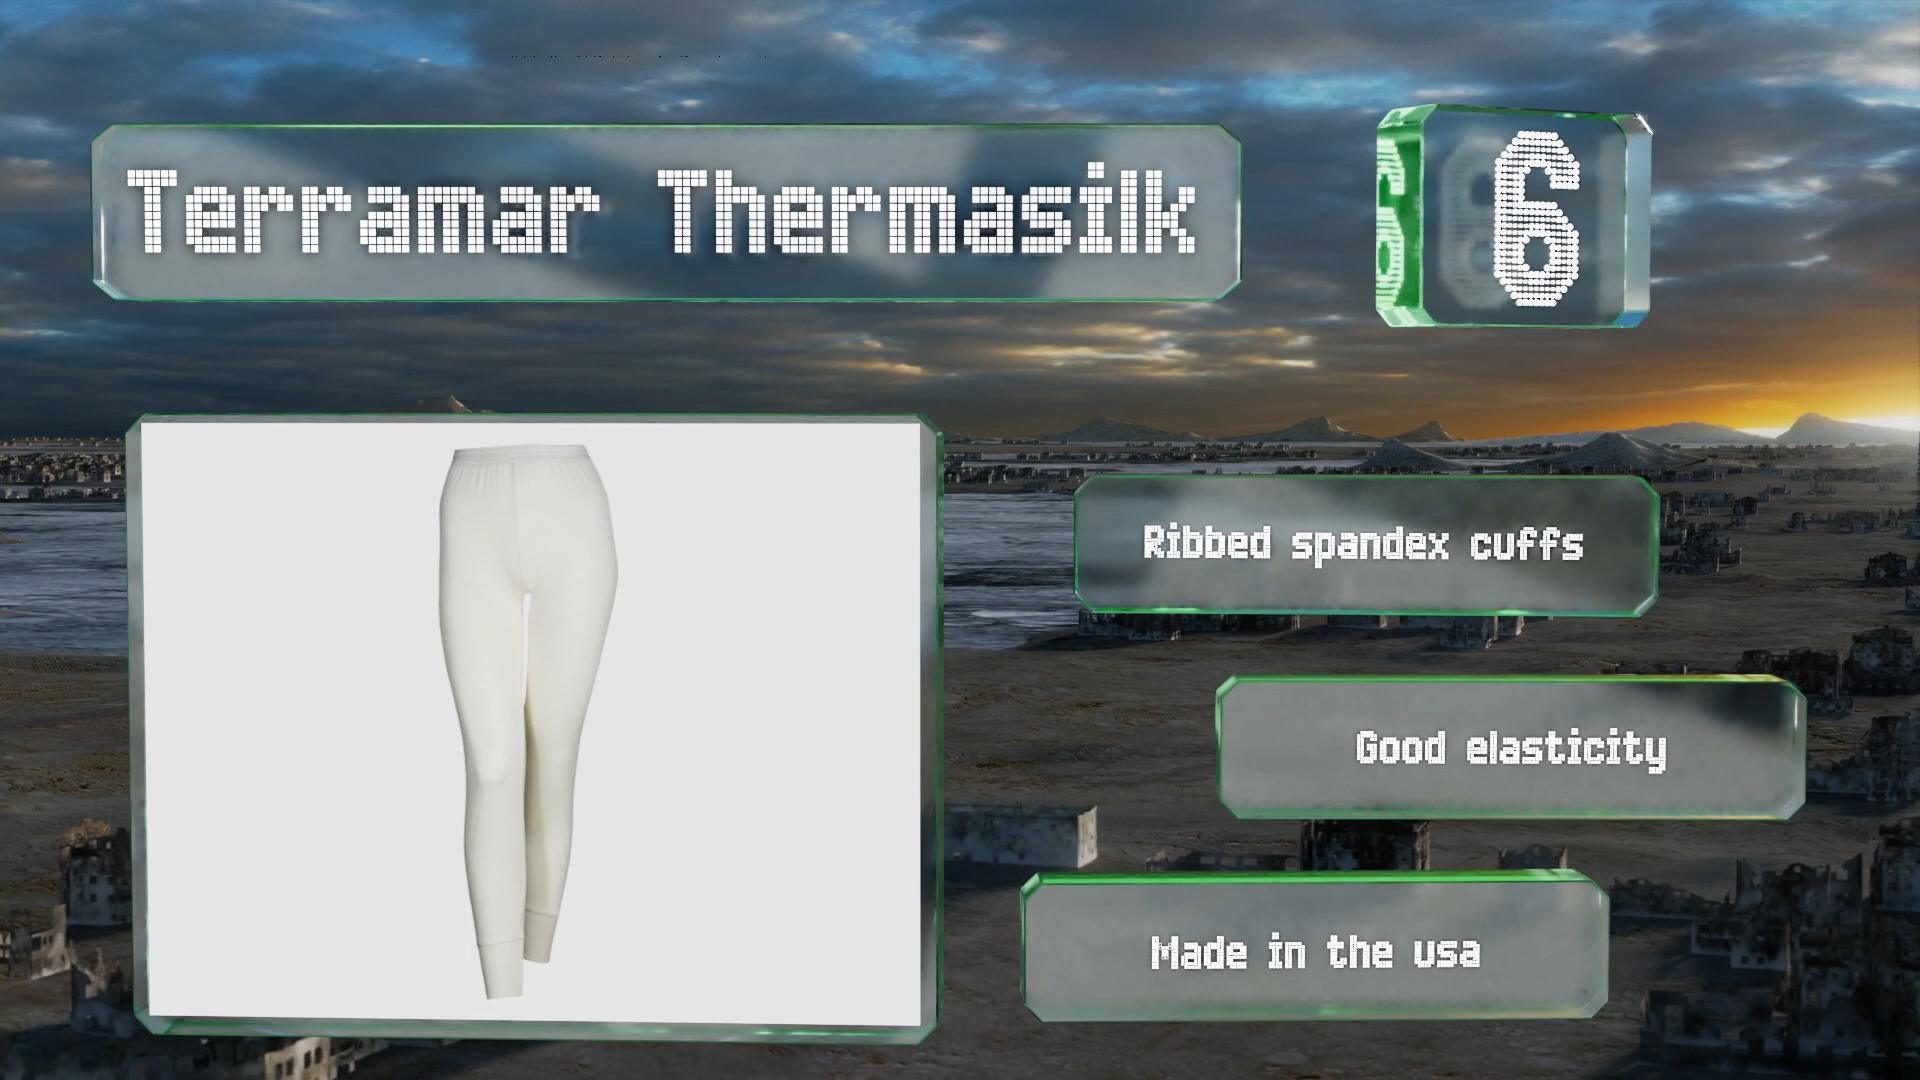 Terramar Thermasilk
6
Ribbed spandex cuffs
Good elasticity
Made in the usa